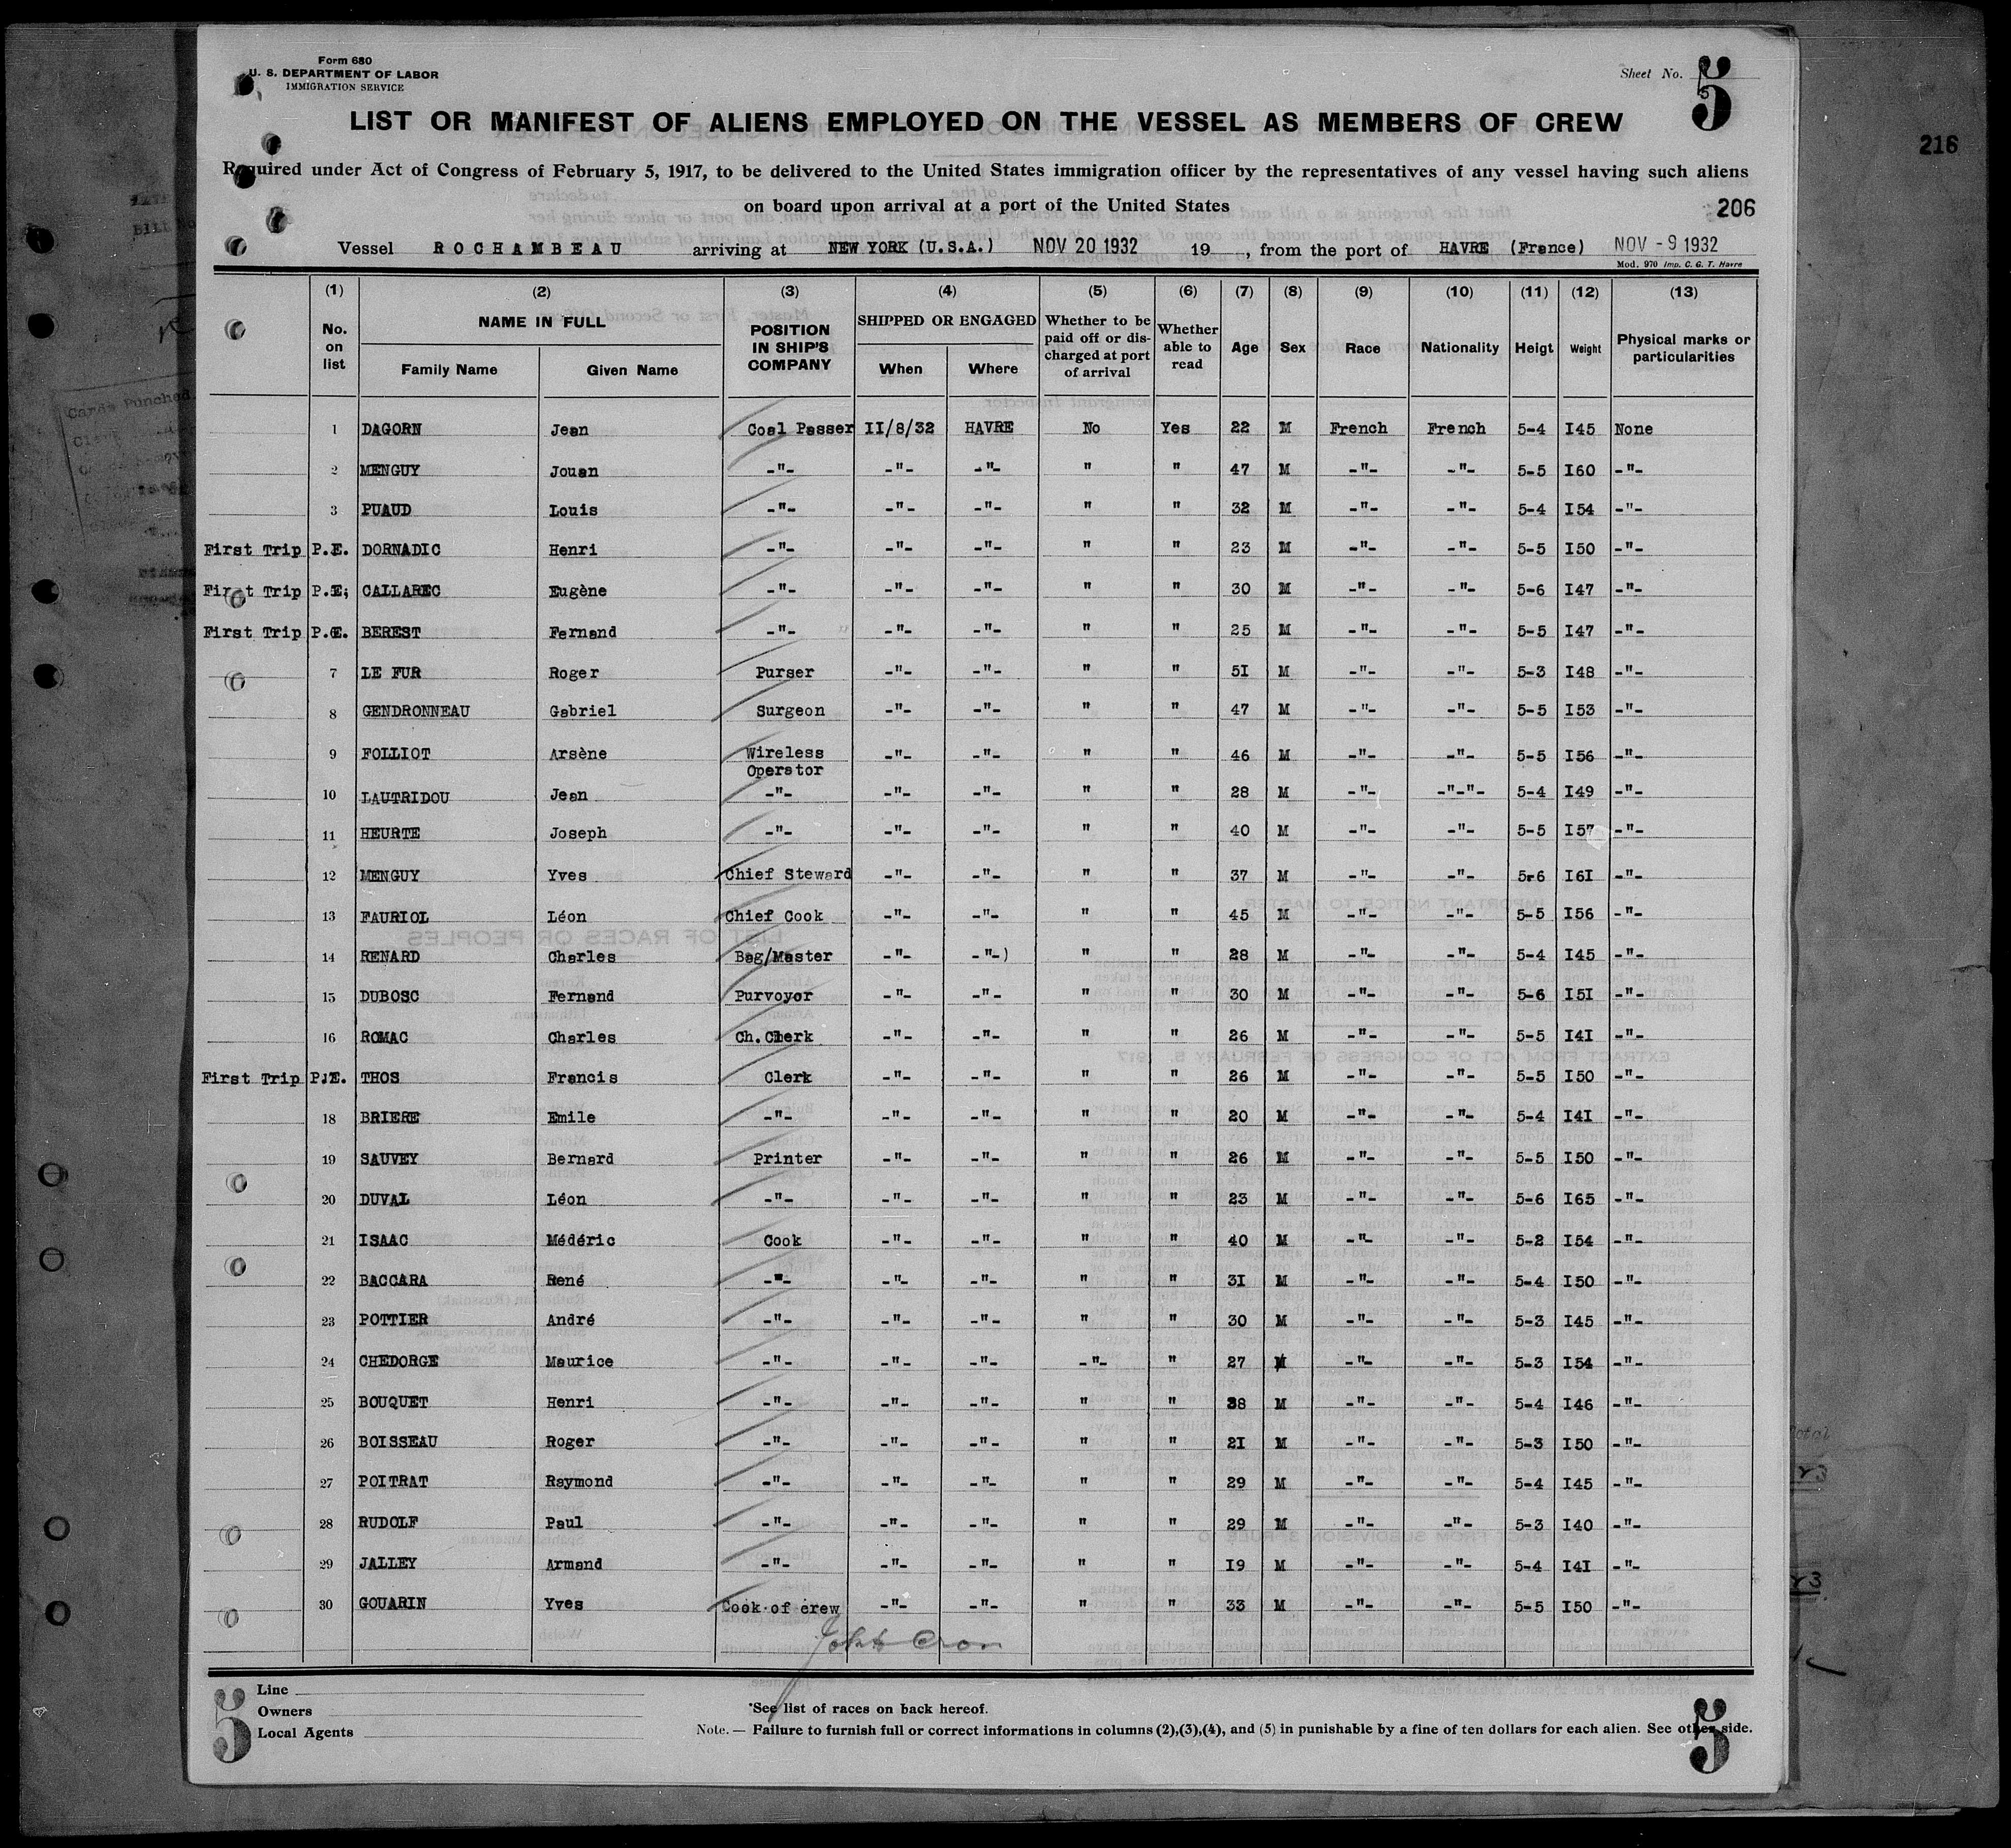 Form 680
U. S. DEPARTMENT OF LABOR
IMMIGRATION SERVICE
Sheet No. 5
5
LIST OR MANIFEST OF ALIENS EMPLOYED ON THE VESSEL AS MEMBERS OF CREW
216
Required under Act of Congress of February 5, 1917, to be delivered to the United States immigration officer by the representatives of any vessel having such aliens
on board upon arrival at a port of the United States
206
Vessel ROCHAMBEAU arriving at NEW YORK (U.S.A.) NOV 20 1932 19 , from the port of HAVRE (France) NOV - 9 1932
Mod. 970 Imp. C. G. T. Havre
(1) (2) (3) (4) (5) (6) (7) (8) (9) (10) (11) (12) (13)
No. on list NAME IN FULL Family Name Given Name POSITION IN SHIP'S COMPANY SHIPPED OR ENGAGED When Where Whether to be paid off or discharged at port of arrival Whether able to read Age Sex Race Nationality Heigt Weight Physical marks or particularities
1 DAGORN Jean Coal Passer II/8/32 HAVRE No Yes 22 M French French 5-4 I45 None
2 MENGUY Jouan -"- -"- -"- " " 47 M -"- -"- 5-5 I60 -"-
3 PUAUD Louis -"- -"- -"- " " 32 M -"- -"- 5-4 I54 -"-
First Trip P.E. DORNADIC Henri -"- -"- -"- " " 23 M -"- -"- 5-5 I50 -"-
First Trip P.E; CALLAREC Eugène -"- -"- -"- " " 30 M -"- -"- 5-6 I47 -"-
First Trip P.E. BEREST Fernand -"- -"- -"- " " 25 M -"- -"- 5-5 I47 -"-
7 LE FUR Roger Purser -"- -"- " " 5I M -"- -"- 5-3 I48 -"-
8 GENDRONNEAU Gabriel Surgeon -"- -"- " " 47 M -"- -"- 5-5 I53 -"-
9 FOLLIOT Arsène Wireless Operator -"- -"- " " 46 M -"- -"- 5-5 I56 -"-
10 LAUTRIDOU Jean -"- -"- -"- " " 28 M -"- -"-"- 5-4 I49 -"-
11 HEURTE Joseph -"- -"- -"- " " 40 M -"- -"- 5-5 I57 -"-
12 MENGUY Yves Chief Steward -"- -"- " " 37 M -"- -"- 5-6 I6I -"-
13 FAURIOL Léon Chief Cook -"- -"- " " 45 M -"- -"- 5-5 I56 -"-
14 RENARD Charles Bag/Master -"- -"-) " " 28 M -"- -"- 5-4 I45 -"-
15 DUBOSC Fernand Purvoyor -"- -"- " " 30 M -"- -"- 5-6 I5I -"-
16 ROMAC Charles Ch. Clerk -"- -"- " " 26 M -"- -"- 5-5 I4I -"-
First Trip P.E. THOS Francis Clerk -"- -"- " " 26 M -"- -"- 5-5 I50 -"-
18 BRIERE Emile -"- -"- -"- " " 20 M -"- -"- 5-4 I4I -"-
19 SAUVEY Bernard Printer -"- -"- " " 26 M -"- -"- 5-5 I50 -"-
20 DUVAL Léon -"- -"- -"- " " 23 M -"- -"- 5-6 I65 -"-
21 ISAAC Médéric Cook -"- -"- " " 40 M -"- -"- 5-2 I54 -"-
22 BACCARA René -"- -"- -"- " " 3I M -"- -"- 5-4 I50 -"-
23 POTTIER André -"- -"- -"- " " 30 M -"- -"- 5-3 I45 -"-
24 CHEDORGE Maurice -"- -"- -"- -"- " 27 M -"- -"- 5-3 I54 -"-
25 BOUQUET Henri -"- -"- -"- " " 38 M -"- -"- 5-4 I46 -"-
26 BOISSEAU Roger -"- -"- -"- " " 2I M -"- -"- 5-3 I50 -"-
27 POITRAT Raymond -"- -"- -"- " " 29 M -"- -"- 5-4 I45 -"-
28 RUDOLF Paul -"- -"- -"- " " 29 M -"- -"- 5-3 I40 -"-
29 JALLEY Armand -"- -"- -"- " " I9 M -"- -"- 5-4 I4I -"-
30 GOUARIN Yves Cook of crew -"- -"- " " 33 M -"- -"- 5-5 I50 -"-
Line
Owners
Local Agents
5
*See list of races on back hereof.
Note. — Failure to furnish full or correct informations in columns (2),(3),(4), and (5) in punishable by a fine of ten dollars for each alien. See other side.
5